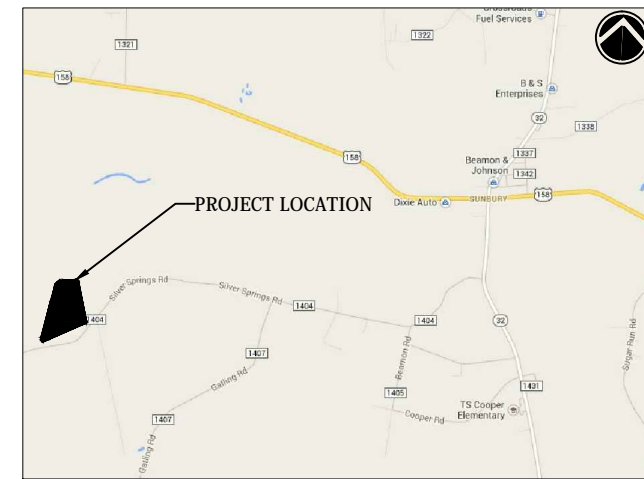 Crossroads
Fuel Services
1321
1322
158
B & S
Enterprises
32
1338
158
1337
Beamon &
Johnson
1342
158
Dixie Auto
SUNBURY
PROJECT LOCATION
Silver Springs Rd
Silver Springs Rd
1404
1404
1404
32
Sugar Run Rd
1407
Beamon Rd
Gatling Rd
1431
1405
TS Cooper
Elementary
Cooper Rd
1407
Gatling Rd